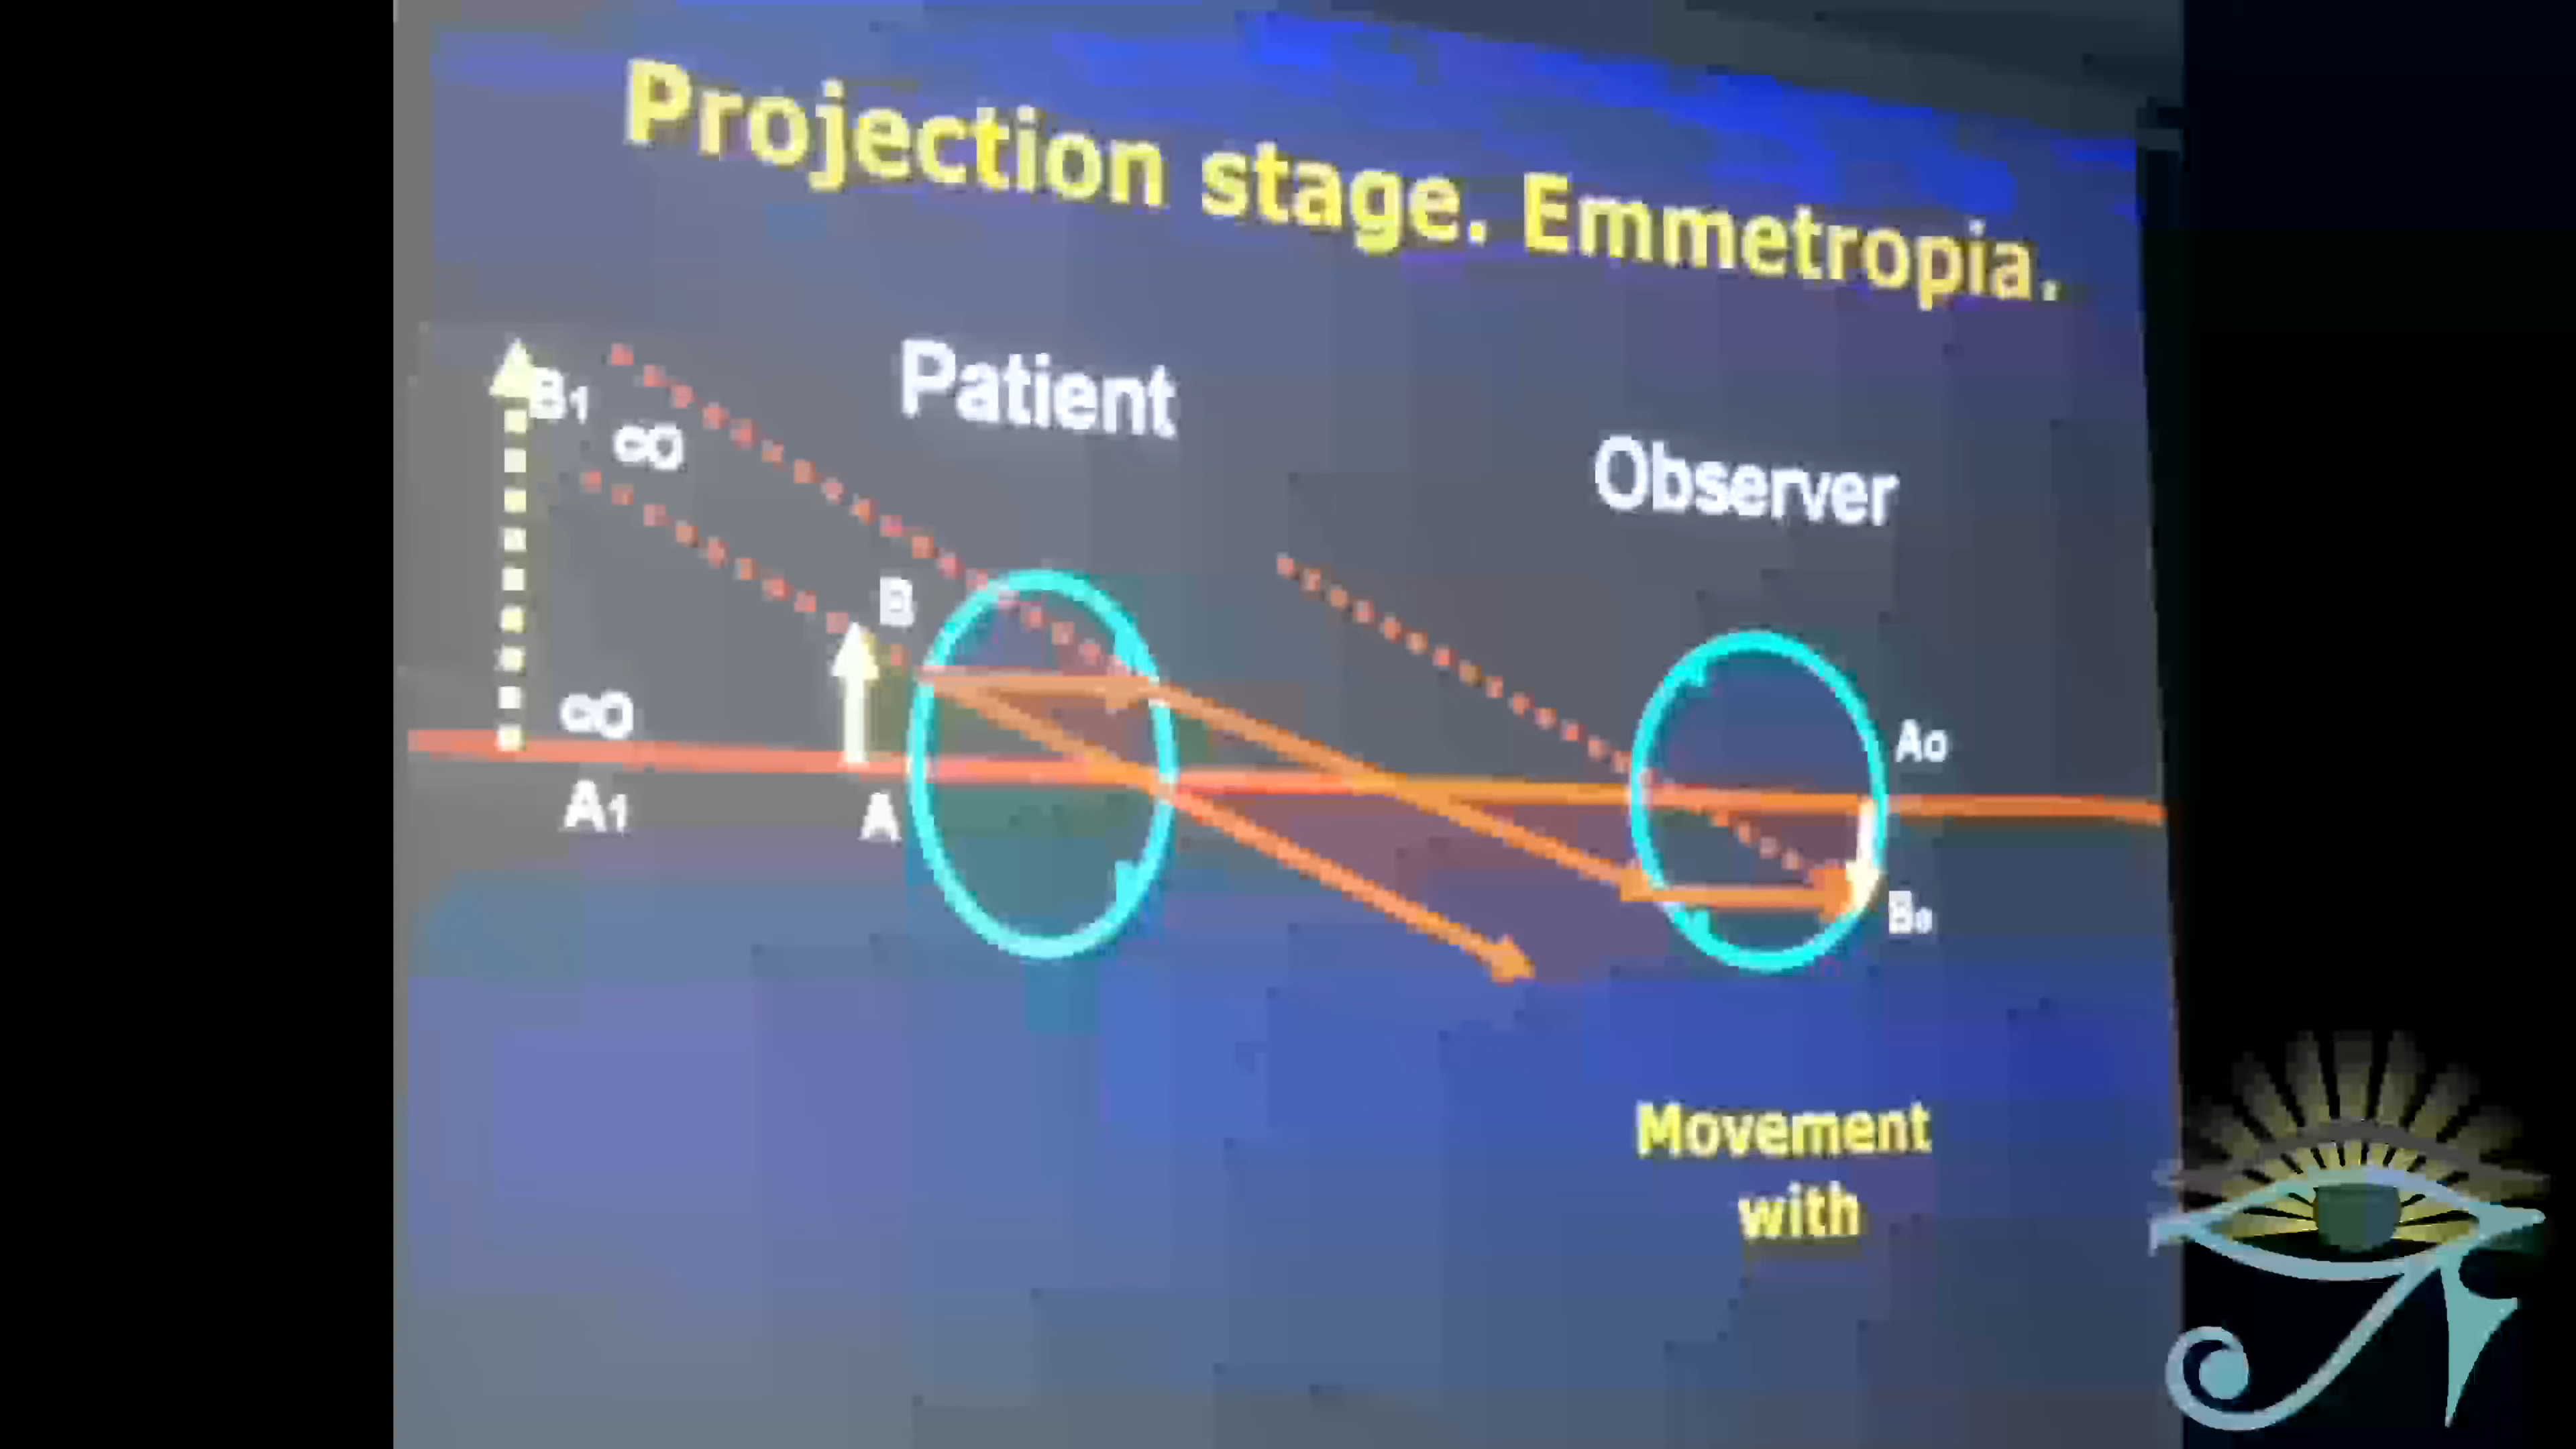 Projection stage. Emmetropia.
Patient
Observer
B1
∞
B
∞
A1
A
Ao
Bo
Movement
with